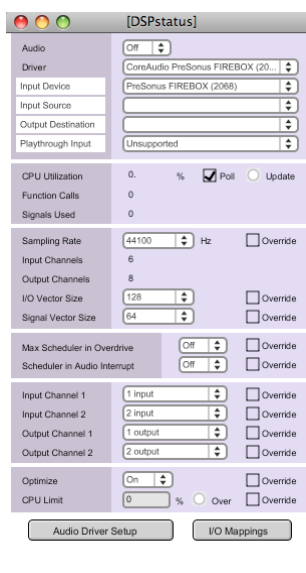 [DSPstatus]
Audio Off
Driver CoreAudio PreSonus FIREBOX (20...
Input Device PreSonus FIREBOX (2068)
Input Source
Output Destination
Playthrough Input Unsupported
CPU Utilization 0. % Poll Update
Function Calls 0
Signals Used 0
Sampling Rate 44100 Hz Override
Input Channels 6
Output Channels 8
I/O Vector Size 128 Override
Signal Vector Size 64 Override
Max Scheduler in Overdrive Off Override
Scheduler in Audio Interrupt Off Override
Input Channel 1 1 input Override
Input Channel 2 2 input Override
Output Channel 1 1 output Override
Output Channel 2 2 output Override
Optimize On Override
CPU Limit 0 % Over Override
Audio Driver Setup I/O Mappings